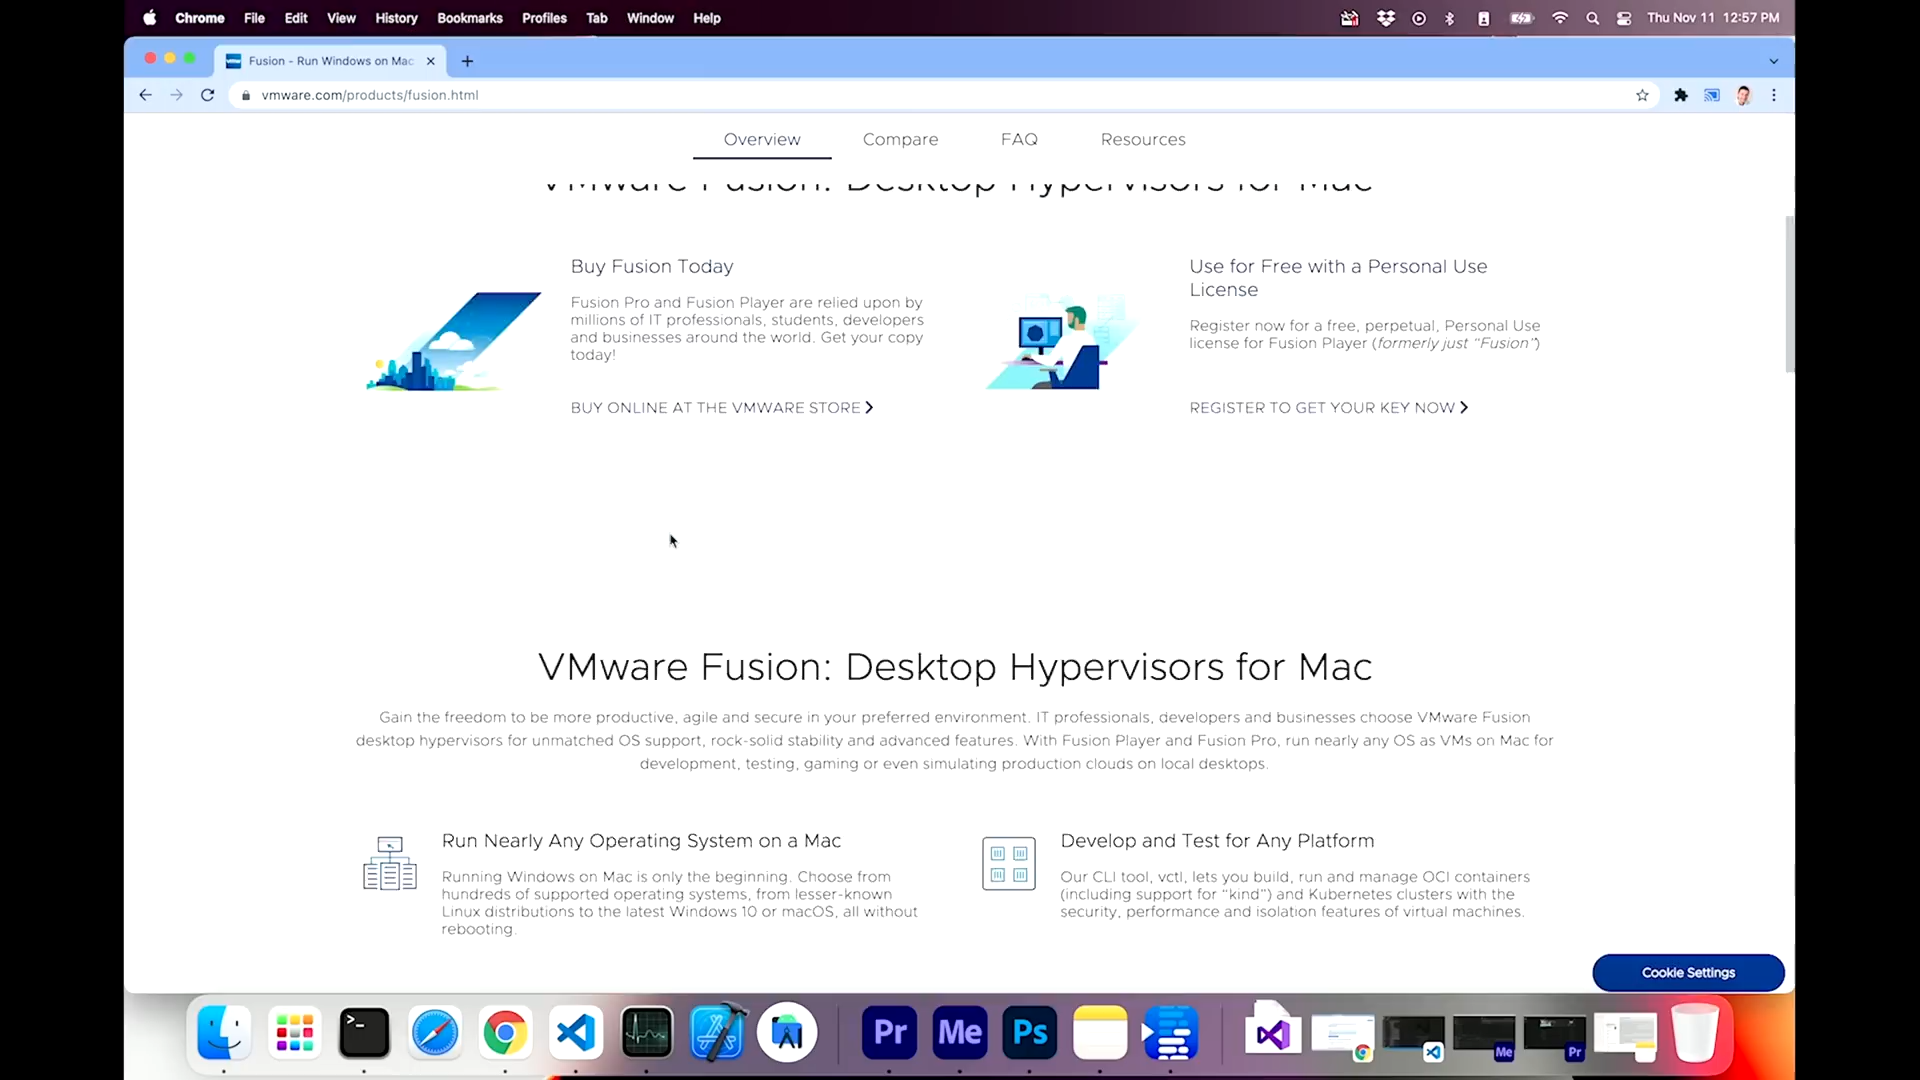 Chrome File Edit View History Bookmarks Profiles Tab Window Help Thu Nov 11 12:57 PM
Fusion - Run Windows on Mac
vmware.com/products/fusion.html
Overview Compare FAQ Resources
VMware Fusion: Desktop Hypervisors for Mac
Buy Fusion Today
Fusion Pro and Fusion Player are relied upon by
millions of IT professionals, students, developers
and businesses around the world. Get your copy
today!
BUY ONLINE AT THE VMWARE STORE
Use for Free with a Personal Use
License
Register now for a free, perpetual, Personal Use
license for Fusion Player (formerly just “Fusion”)
REGISTER TO GET YOUR KEY NOW
VMware Fusion: Desktop Hypervisors for Mac
Gain the freedom to be more productive, agile and secure in your preferred environment. IT professionals, developers and businesses choose VMware Fusion
desktop hypervisors for unmatched OS support, rock-solid stability and advanced features. With Fusion Player and Fusion Pro, run nearly any OS as VMs on Mac for
development, testing, gaming or even simulating production clouds on local desktops.
Run Nearly Any Operating System on a Mac
Running Windows on Mac is only the beginning. Choose from
hundreds of supported operating systems, from lesser-known
Linux distributions to the latest Windows 10 or macOS, all without
rebooting.
Develop and Test for Any Platform
Our CLI tool, vctl, lets you build, run and manage OCI containers
(including support for “kind”) and Kubernetes clusters with the
security, performance and isolation features of virtual machines.
Cookie Settings
Pr Me Ps
Me Pr